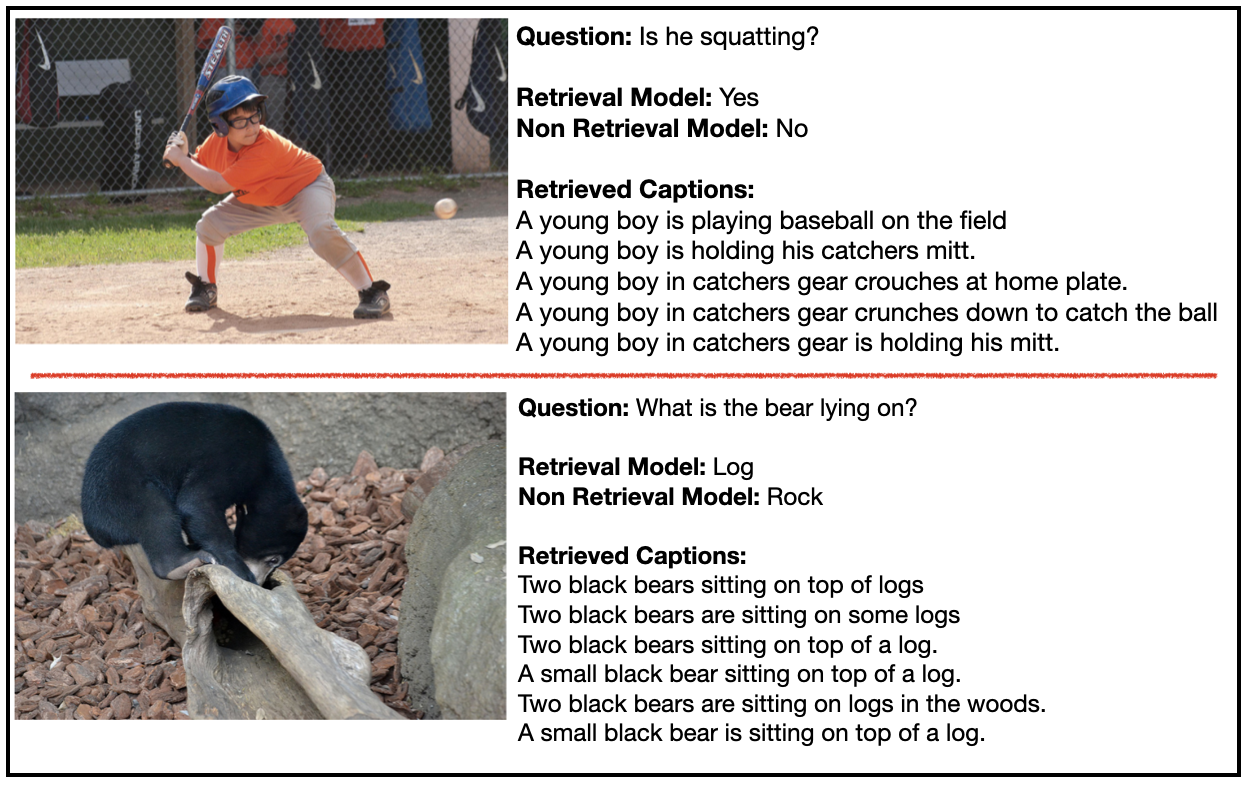 STEALTH
UNDER ARMOUR
Question: Is he squatting?
Retrieval Model: Yes
Non Retrieval Model: No
Retrieved Captions:
A young boy is playing baseball on the field
A young boy is holding his catchers mitt.
A young boy in catchers gear crouches at home plate.
A young boy in catchers gear crunches down to catch the ball
A young boy in catchers gear is holding his mitt.
Question: What is the bear lying on?
Retrieval Model: Log
Non Retrieval Model: Rock
Retrieved Captions:
Two black bears sitting on top of logs
Two black bears are sitting on some logs
Two black bears sitting on top of a log.
A small black bear sitting on top of a log.
Two black bears are sitting on logs in the woods.
A small black bear is sitting on top of a log.